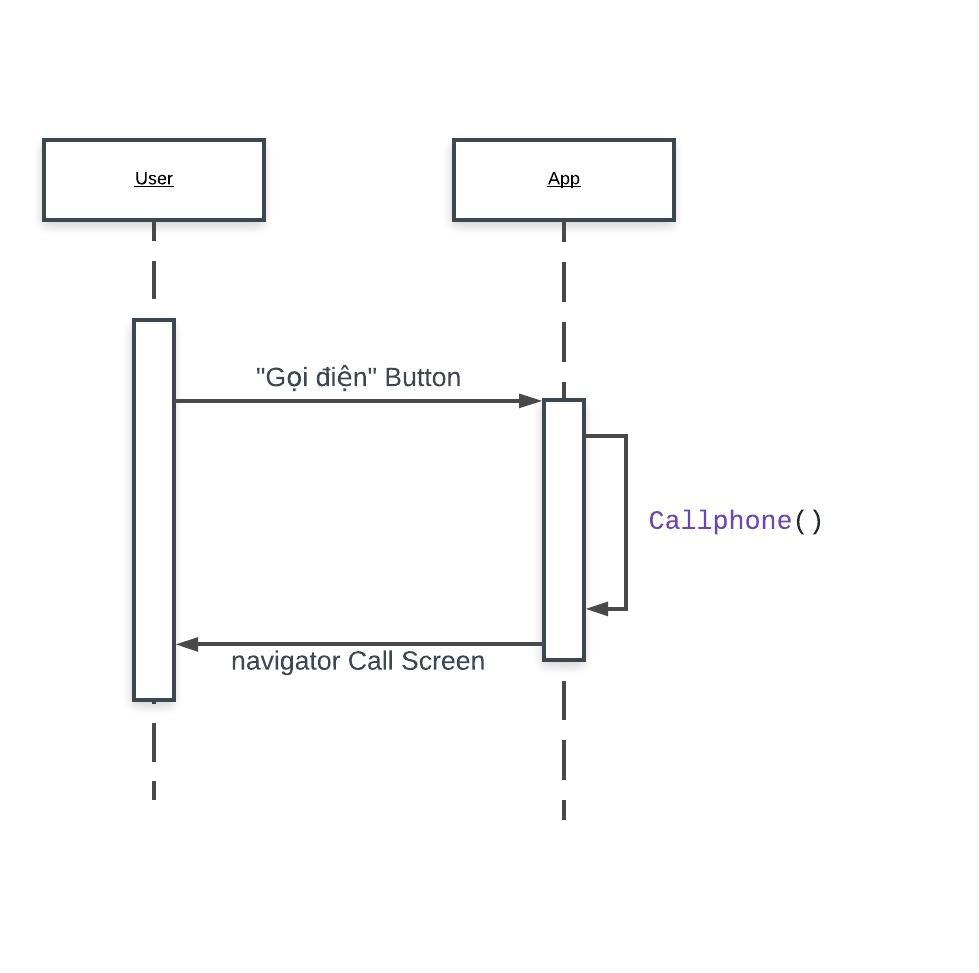 User
App
"Gọi điện" Button
Callphone()
navigator Call Screen